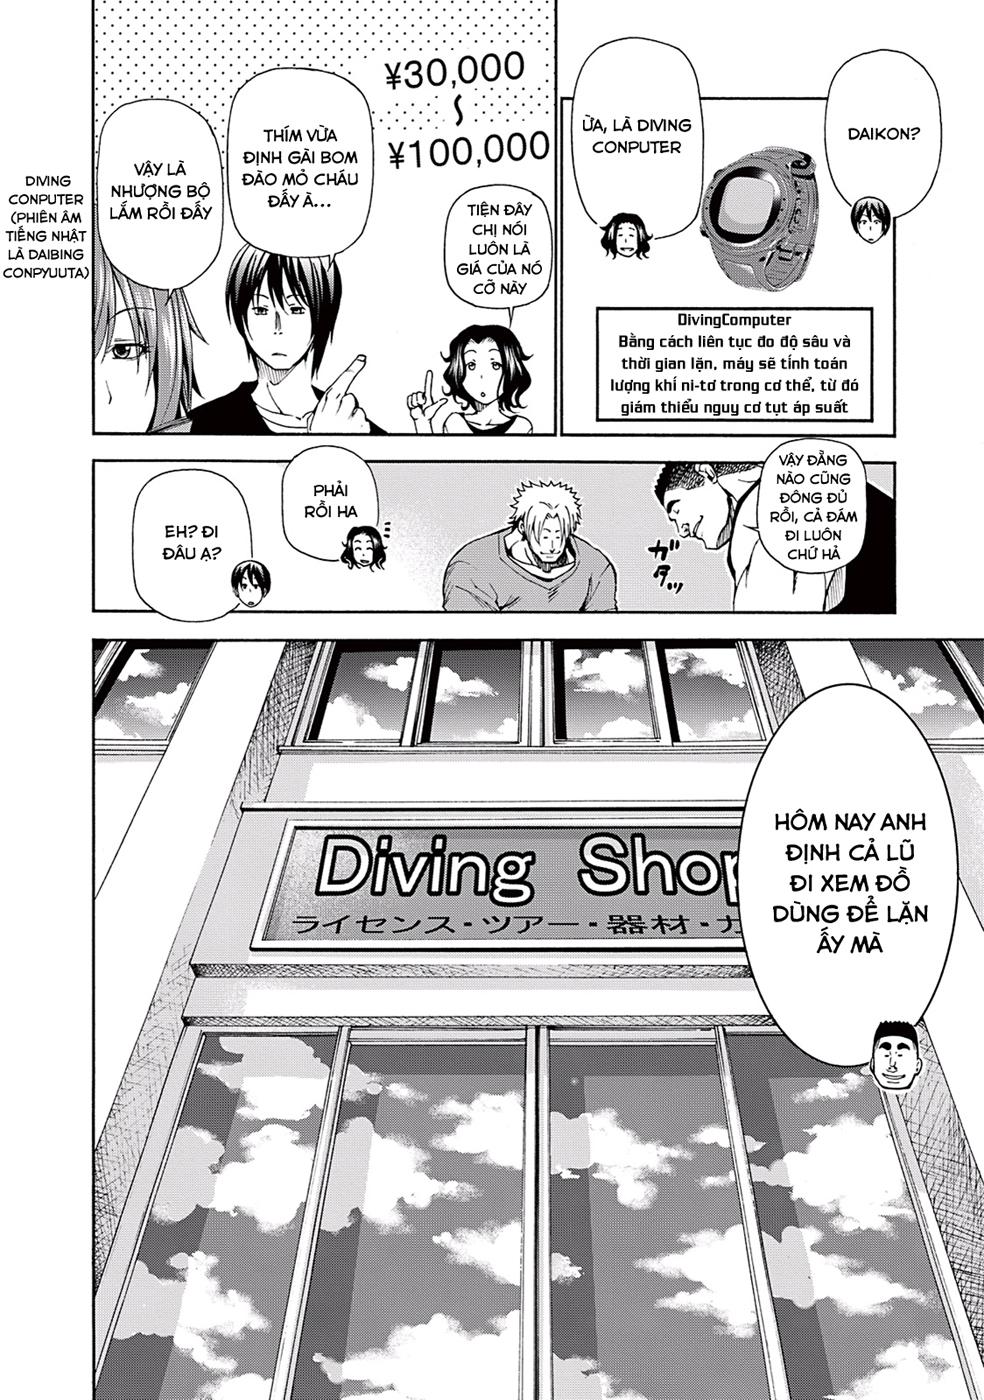 DAIKON?
ỪA, LÀ DIVING
CONPUTER
DivingComputer
Bằng cách liên tục đo độ sâu và
thời gian lặn, máy sẽ tính toán
lượng khí ni-tơ trong cơ thể, từ đó
giảm thiểu nguy cơ tụt áp suất
¥30,000
~
¥100,000
TIỆN ĐÂY
CHỊ NÓI
LUÔN LÀ
GIÁ CỦA NÓ
CỠ NÀY
THÍM VỪA
ĐỊNH GÀI BOM
ĐÀO MỎ CHÁU
ĐẤY À...
VẬY LÀ
NHƯỢNG BỘ
LẮM RỒI ĐẤY
DIVING
CONPUTER
(PHIÊN ÂM
TIẾNG NHẬT
LÀ DAIBING
CONPYUUTA)
VẬY ĐẰNG
NÀO CŨNG
ĐÔNG ĐỦ
RỒI, CẢ ĐÁM
ĐI LUÔN
CHỨ HẢ
ガタッ
PHẢI
RỒI HA
EH? ĐI
ĐÂU Ạ?
HÔM NAY ANH
ĐỊNH CẢ LŨ
ĐI XEM ĐỒ
DÙNG ĐỂ LẶN
ẤY MÀ
Diving Shop
ライセンス・ツアー・器材・カ